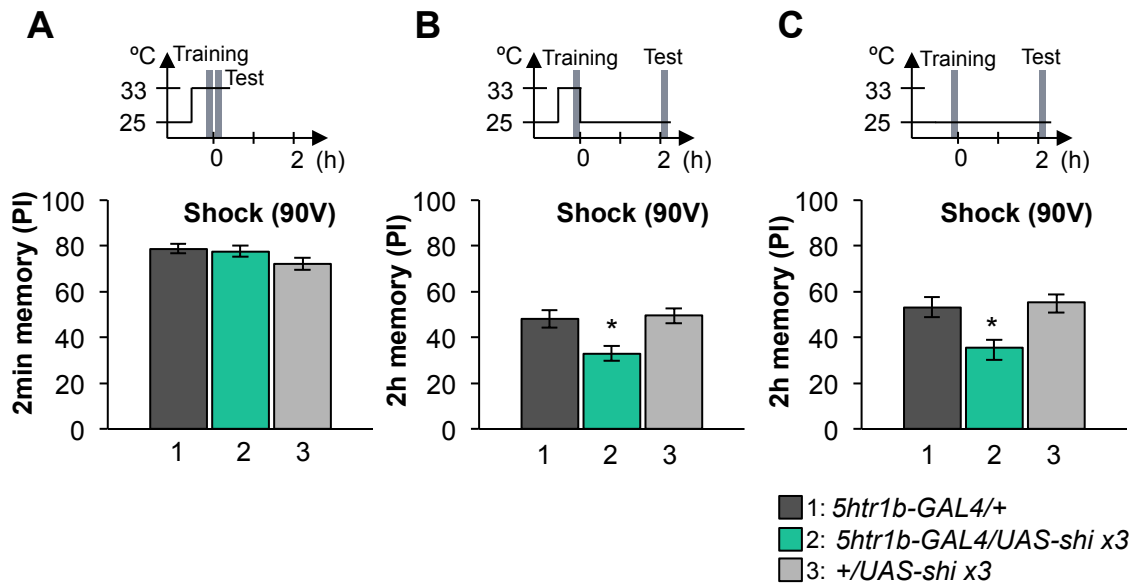 A
ºC
Training
Test
33
25
0
2
(h)
2min memory (PI)
100
80
60
40
20
0
Shock (90V)
1
2
3
B
ºC
Training
Test
33
25
0
2
(h)
2h memory (PI)
100
80
60
40
20
0
Shock (90V)
*
1
2
3
C
ºC
Training
Test
33
25
0
2
(h)
2h memory (PI)
100
80
60
40
20
0
Shock (90V)
*
1
2
3
1: 5htr1b-GAL4/+
2: 5htr1b-GAL4/UAS-shi x3
3: +/UAS-shi x3